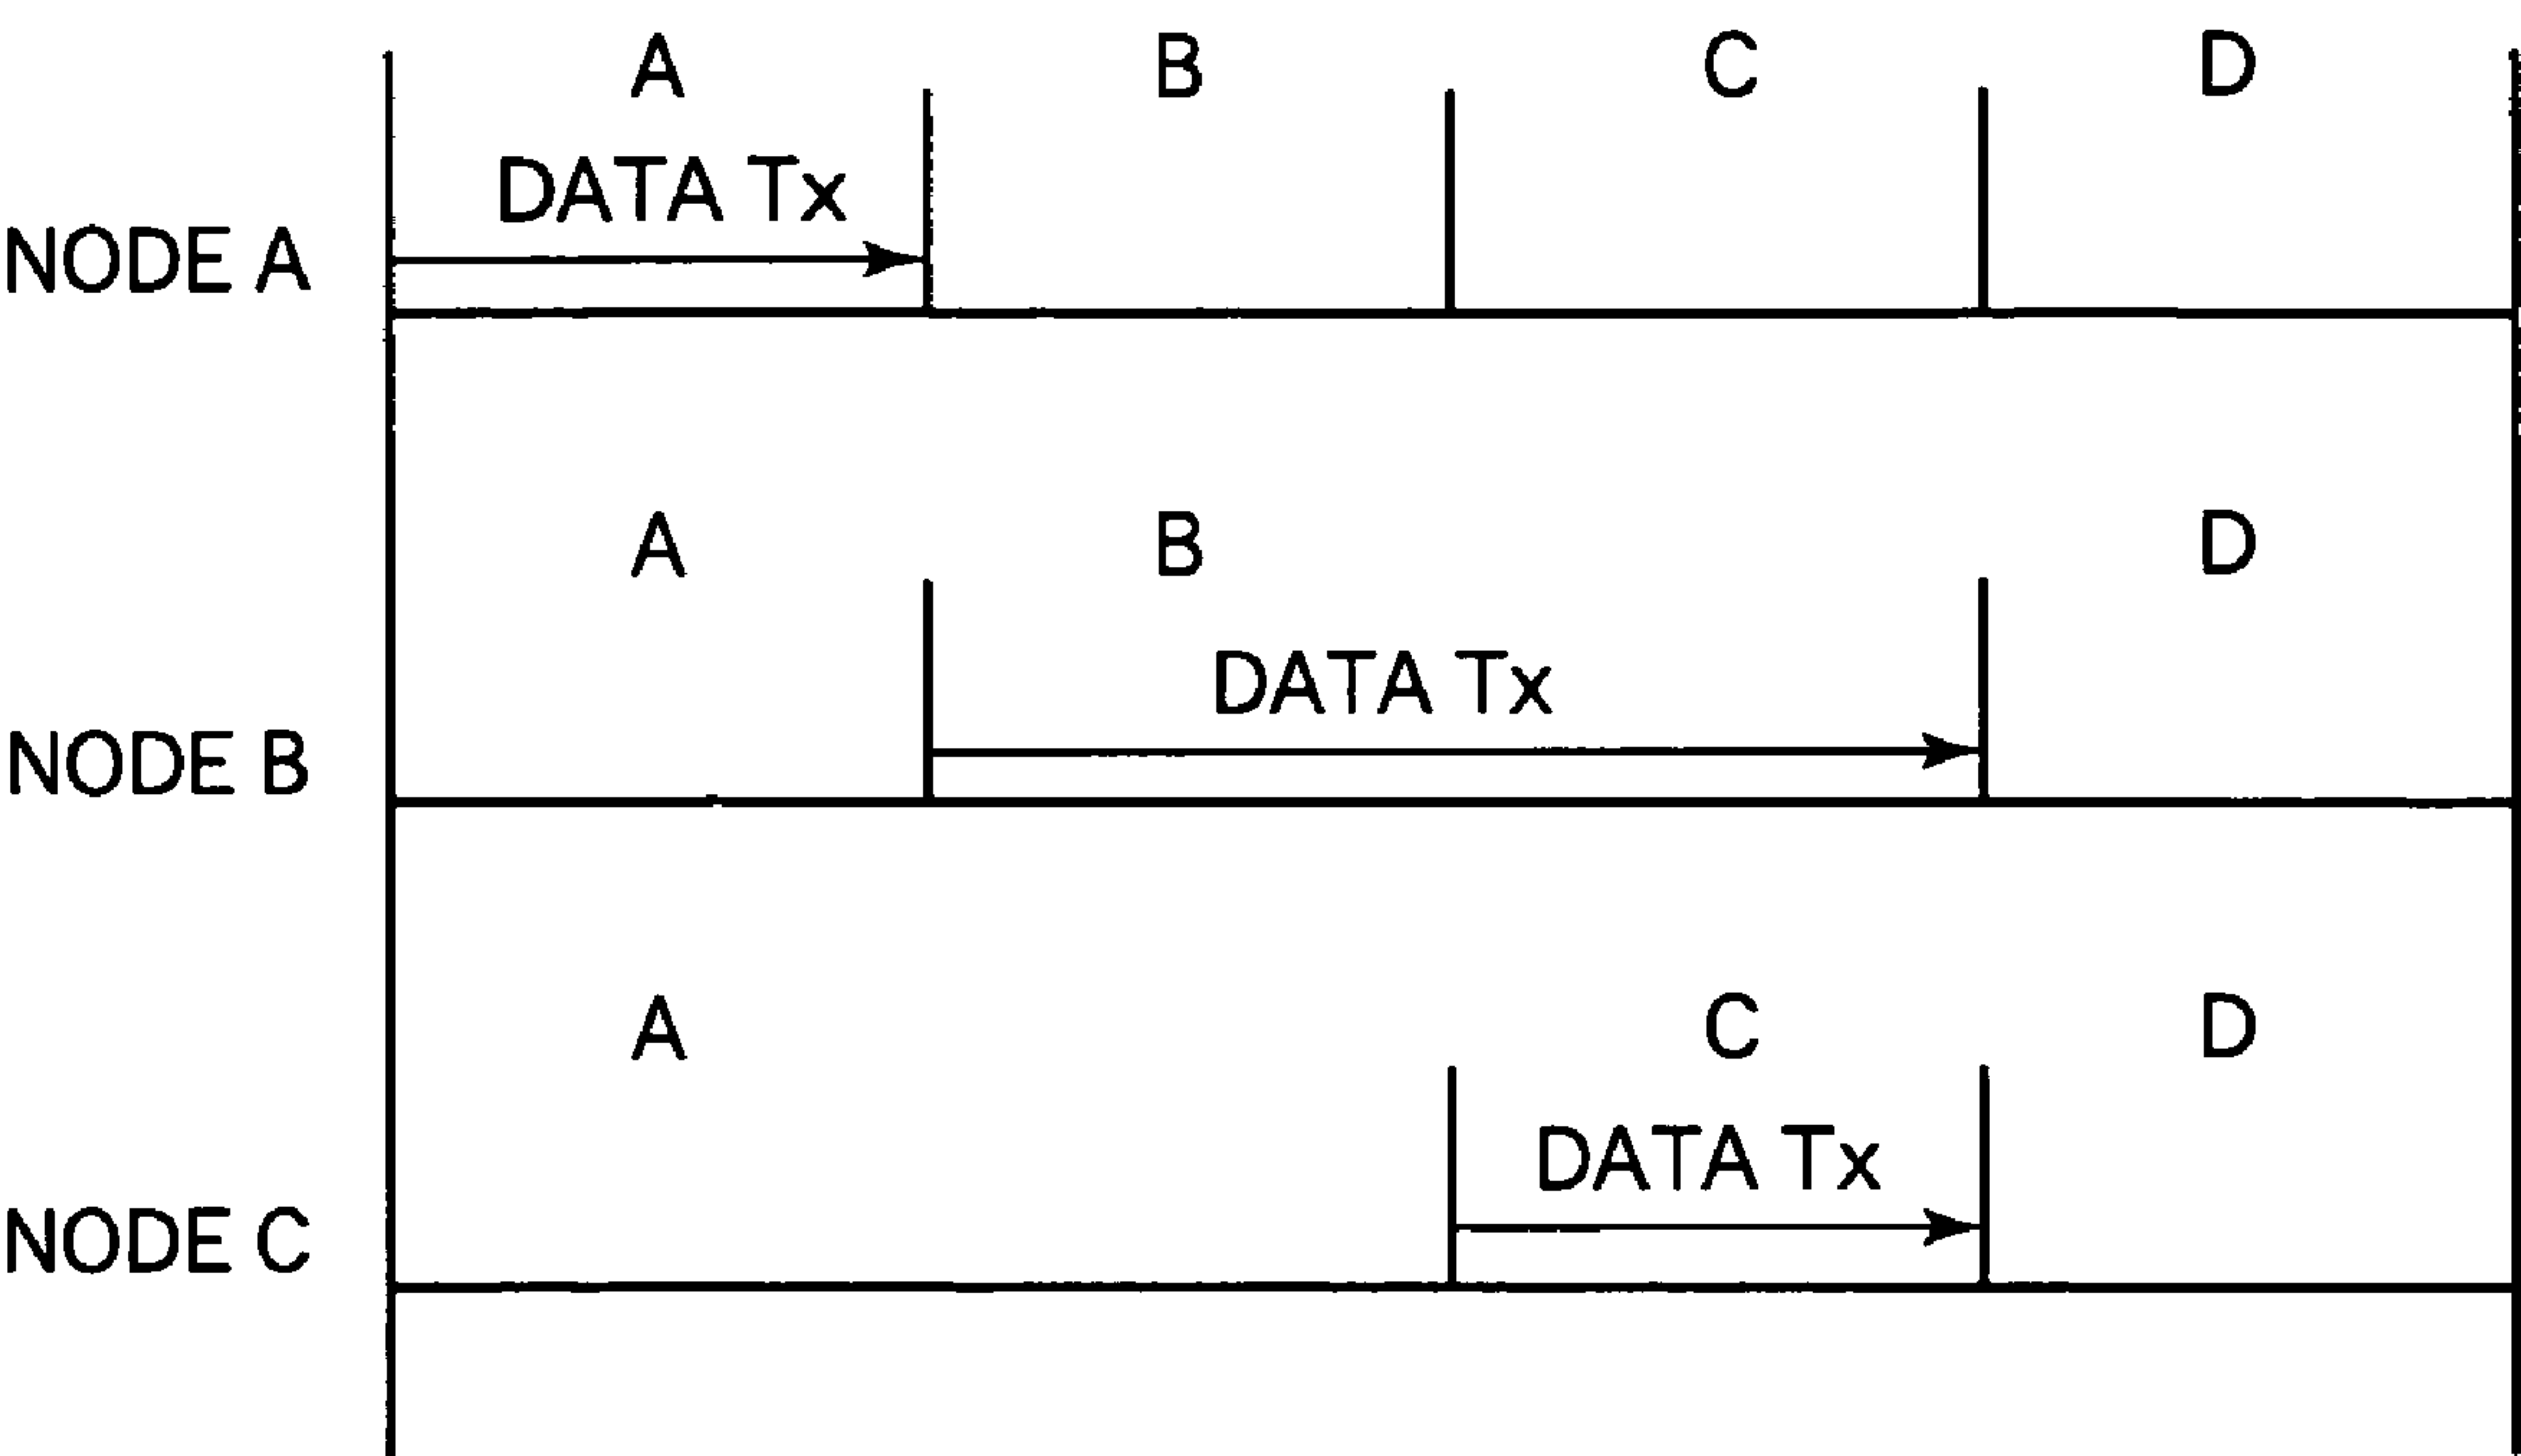 A B C D
DATA Tx
NODE A
A B D
DATA Tx
NODE B
A C D
DATA Tx
NODE C